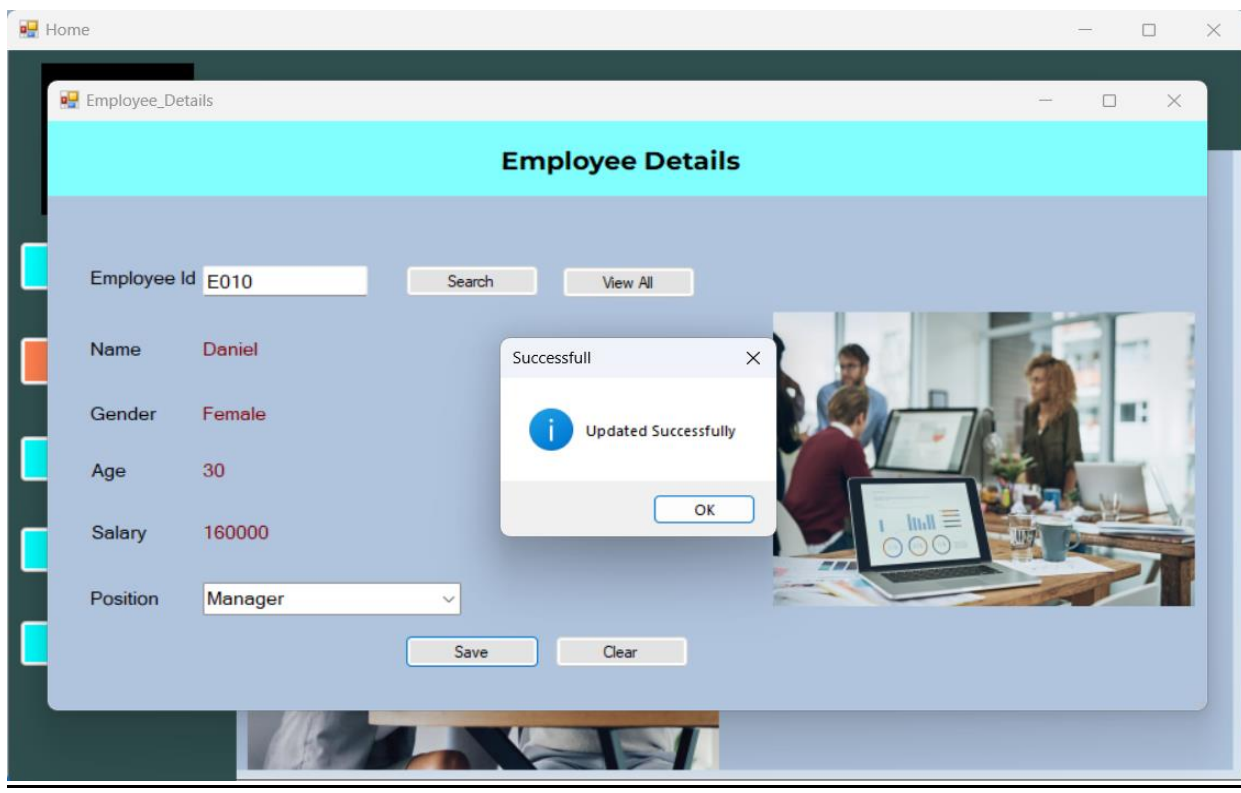 Home
Employee_Details
Employee Details
Employee Id E010 Search View All
Name Daniel
Gender Female
Age 30
Salary 160000
Position Manager
Save Clear
Successfull
Updated Successfully
OK